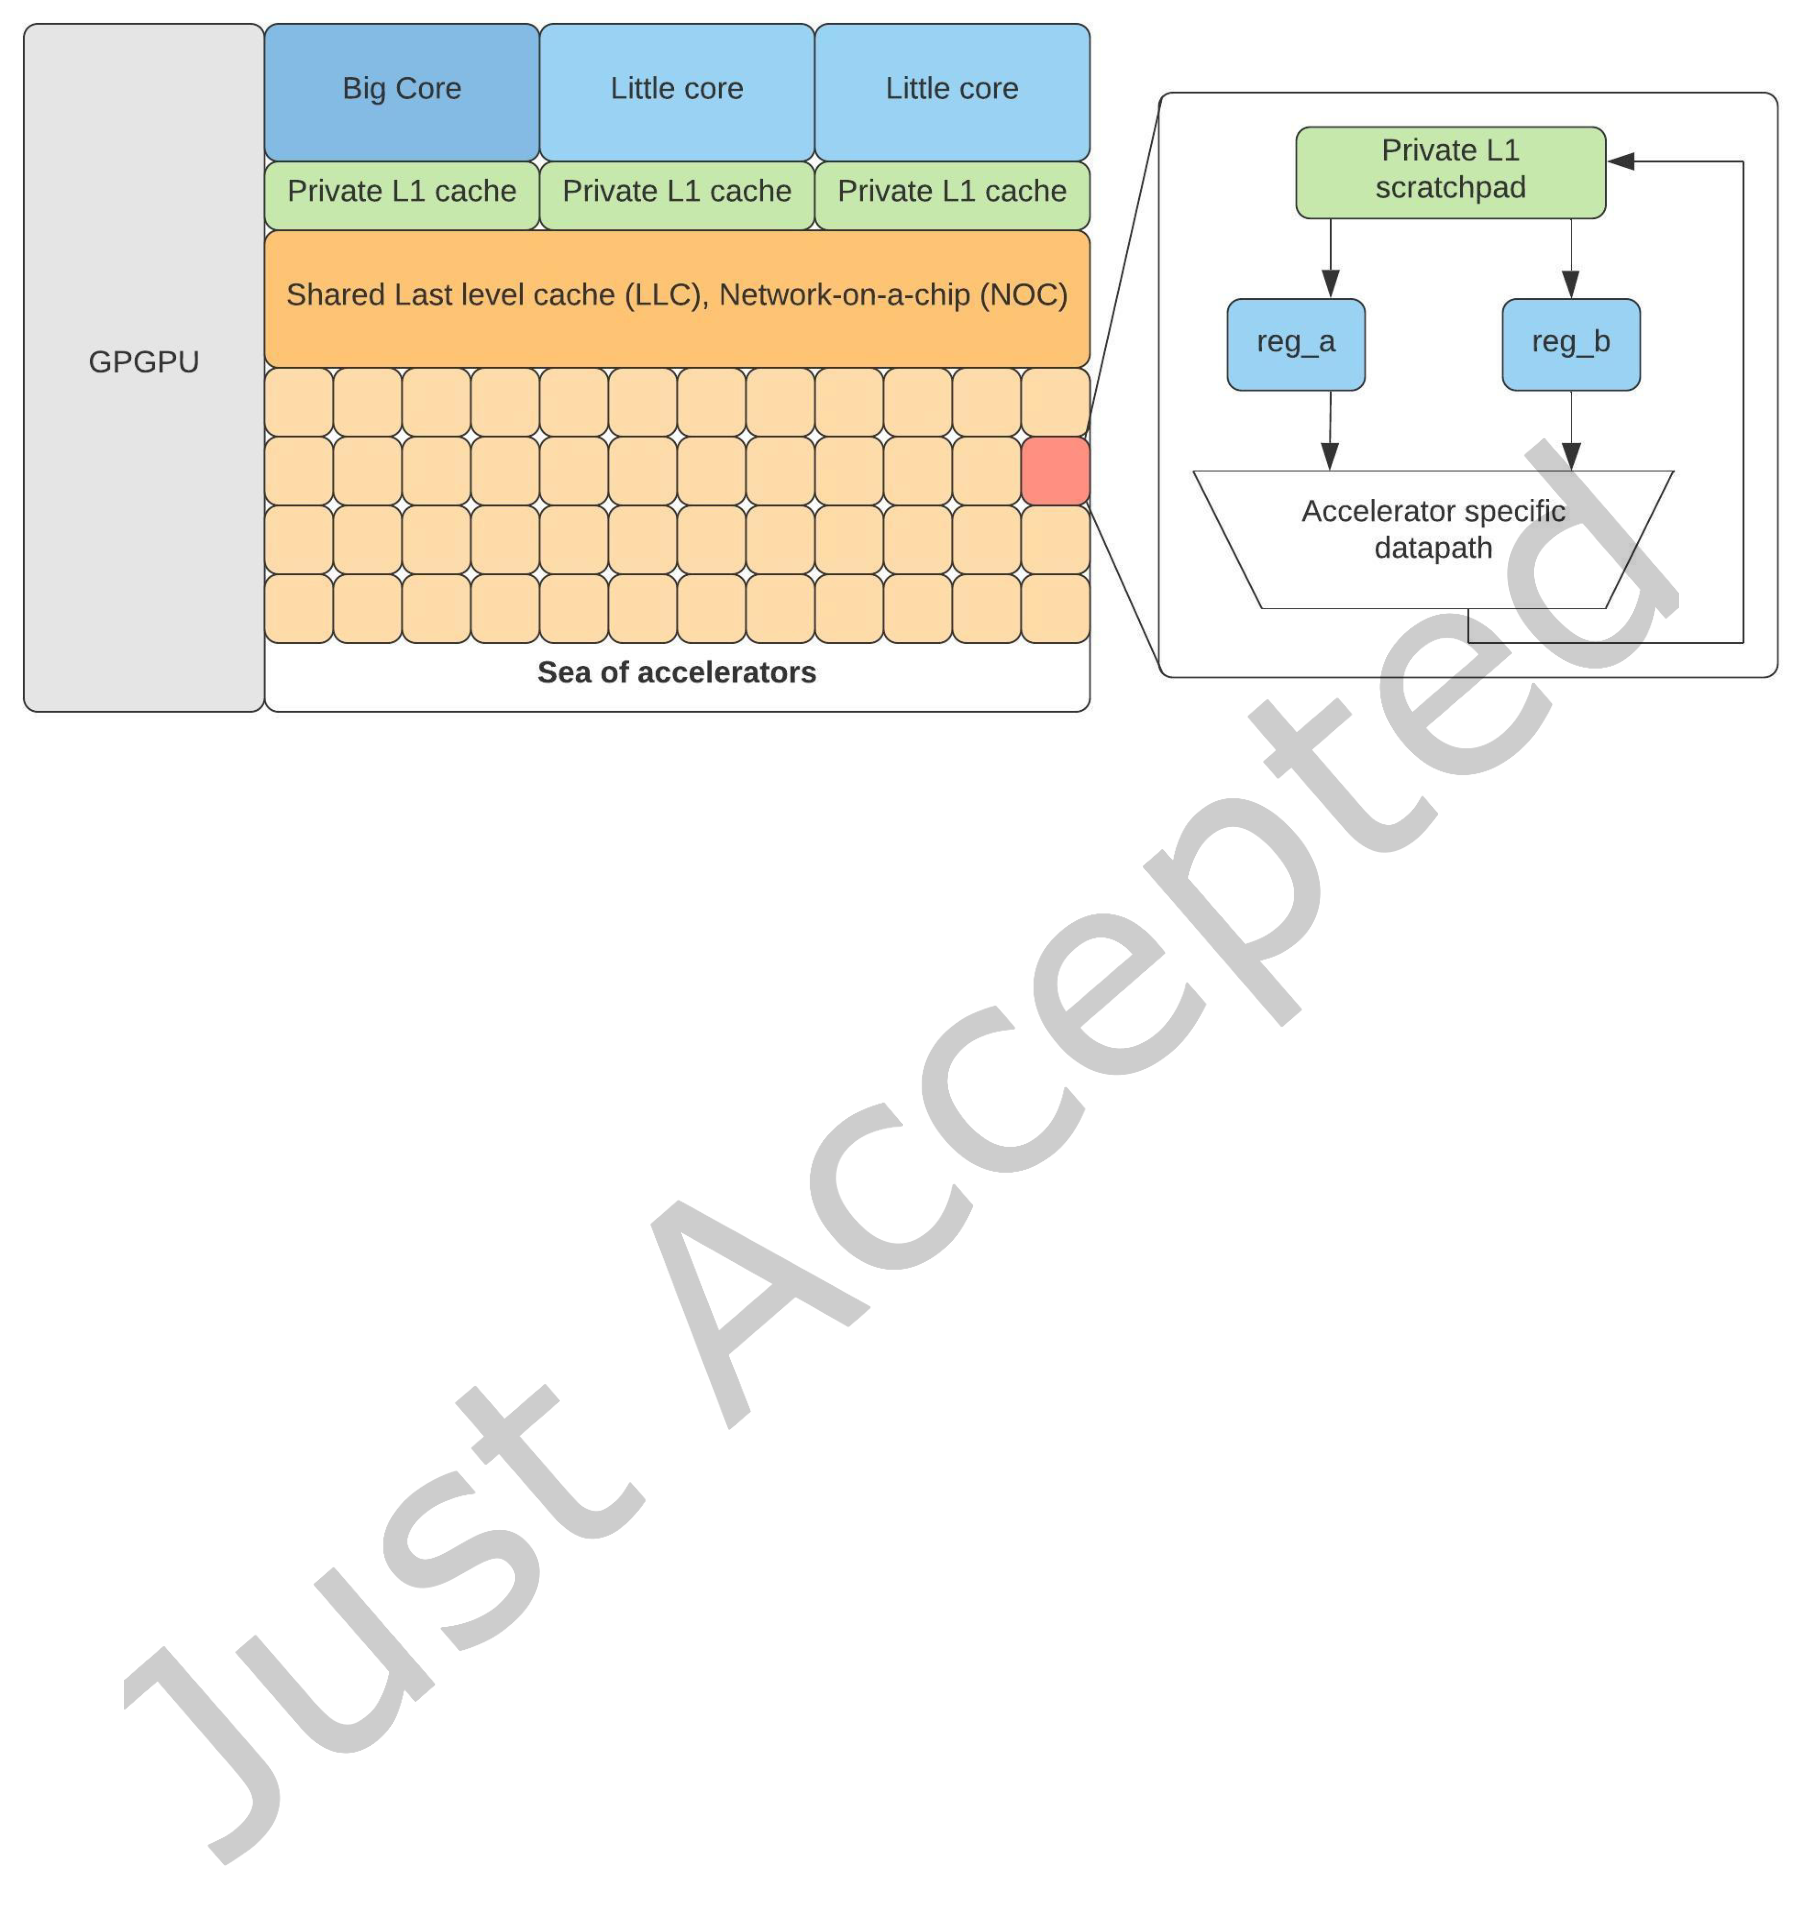 Big Core
Little core
Little core
Private L1 cache
Private L1 cache
Private L1 cache
Shared Last level cache (LLC), Network-on-a-chip (NOC)
GPGPU
Sea of accelerators
Private L1
scratchpad
reg_a
reg_b
Accelerator specific
datapath
Just Accepted